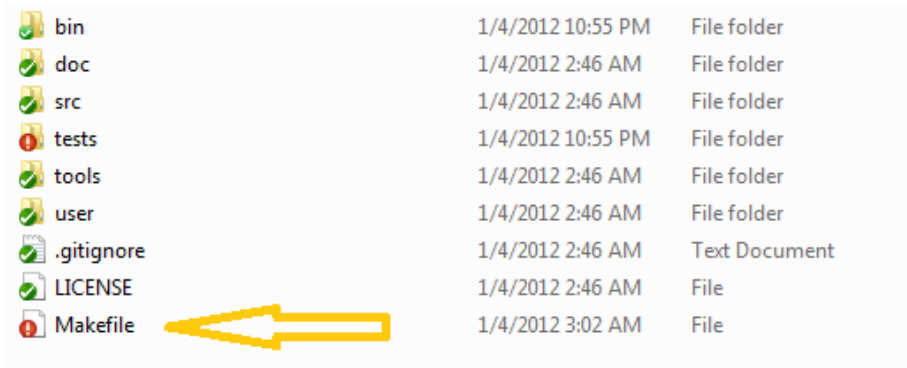 bin 1/4/2012 10:55 PM File folder
doc 1/4/2012 2:46 AM File folder
src 1/4/2012 2:46 AM File folder
tests 1/4/2012 10:55 PM File folder
tools 1/4/2012 2:46 AM File folder
user 1/4/2012 2:46 AM File folder
.gitignore 1/4/2012 2:46 AM Text Document
LICENSE 1/4/2012 2:46 AM File
Makefile 1/4/2012 3:02 AM File